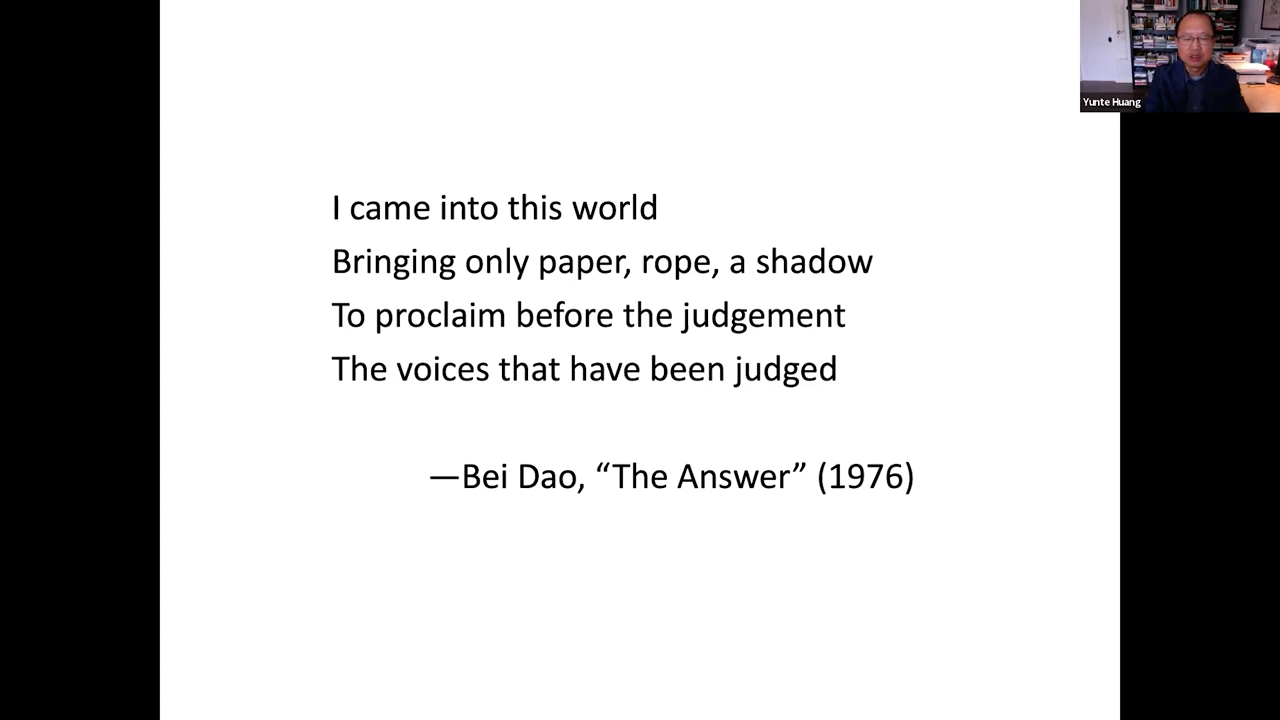 Yunte Huang
I came into this world
Bringing only paper, rope, a shadow
To proclaim before the judgement
The voices that have been judged
—Bei Dao, “The Answer” (1976)